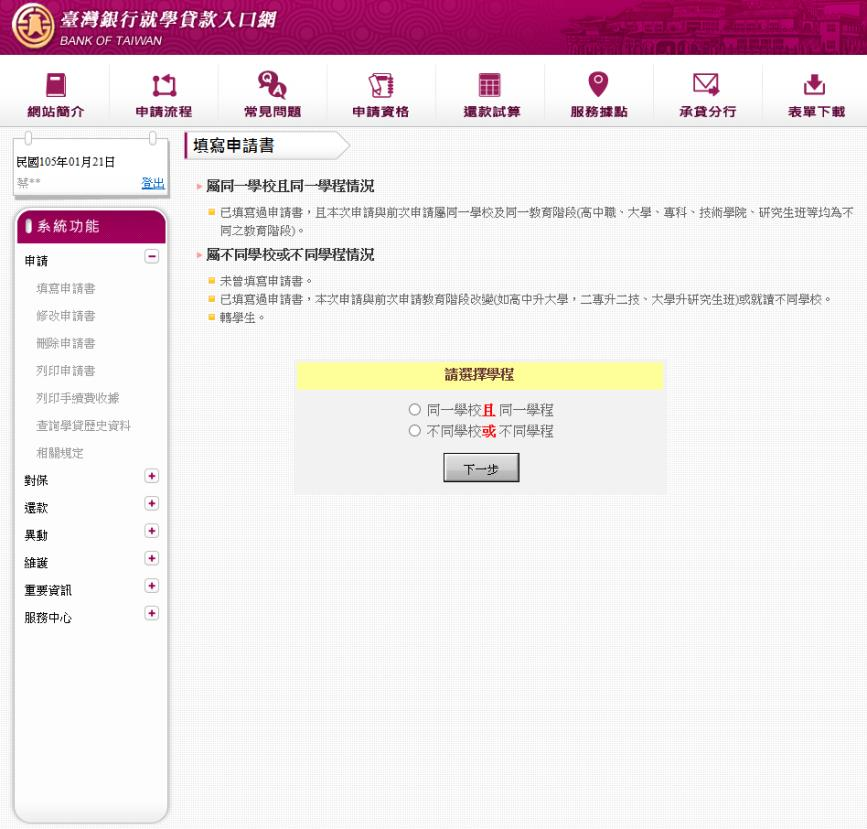 臺灣銀行就學貸款入口網
BANK OF TAIWAN
網站簡介 申請流程 常見問題 申請資格 還款試算 服務據點 承貸分行 表單下載
民國105年01月21日
蔡** 登出
系統功能
申請
填寫申請書
修改申請書
刪除申請書
列印申請書
列印手續費收據
查詢學貸歷史資料
相關規定
對保
還款
異動
維護
重要資訊
服務中心
填寫申請書
屬同一學校且同一學程情況
已填寫過申請書，且本次申請與前次申請屬同一學校及同一教育階段(高中職、大學、專科、技術學院、研究生班等均為不
同之教育階段)。
屬不同學校或不同學程情況
未曾填寫申請書。
已填寫過申請書，本次申請與前次申請教育階段改變(如高中升大學，二專升二技、大學升研究生班)或就讀不同學校。
轉學生。
請選擇學程
同一學校且 同一學程
不同學校或 不同學程
下一步